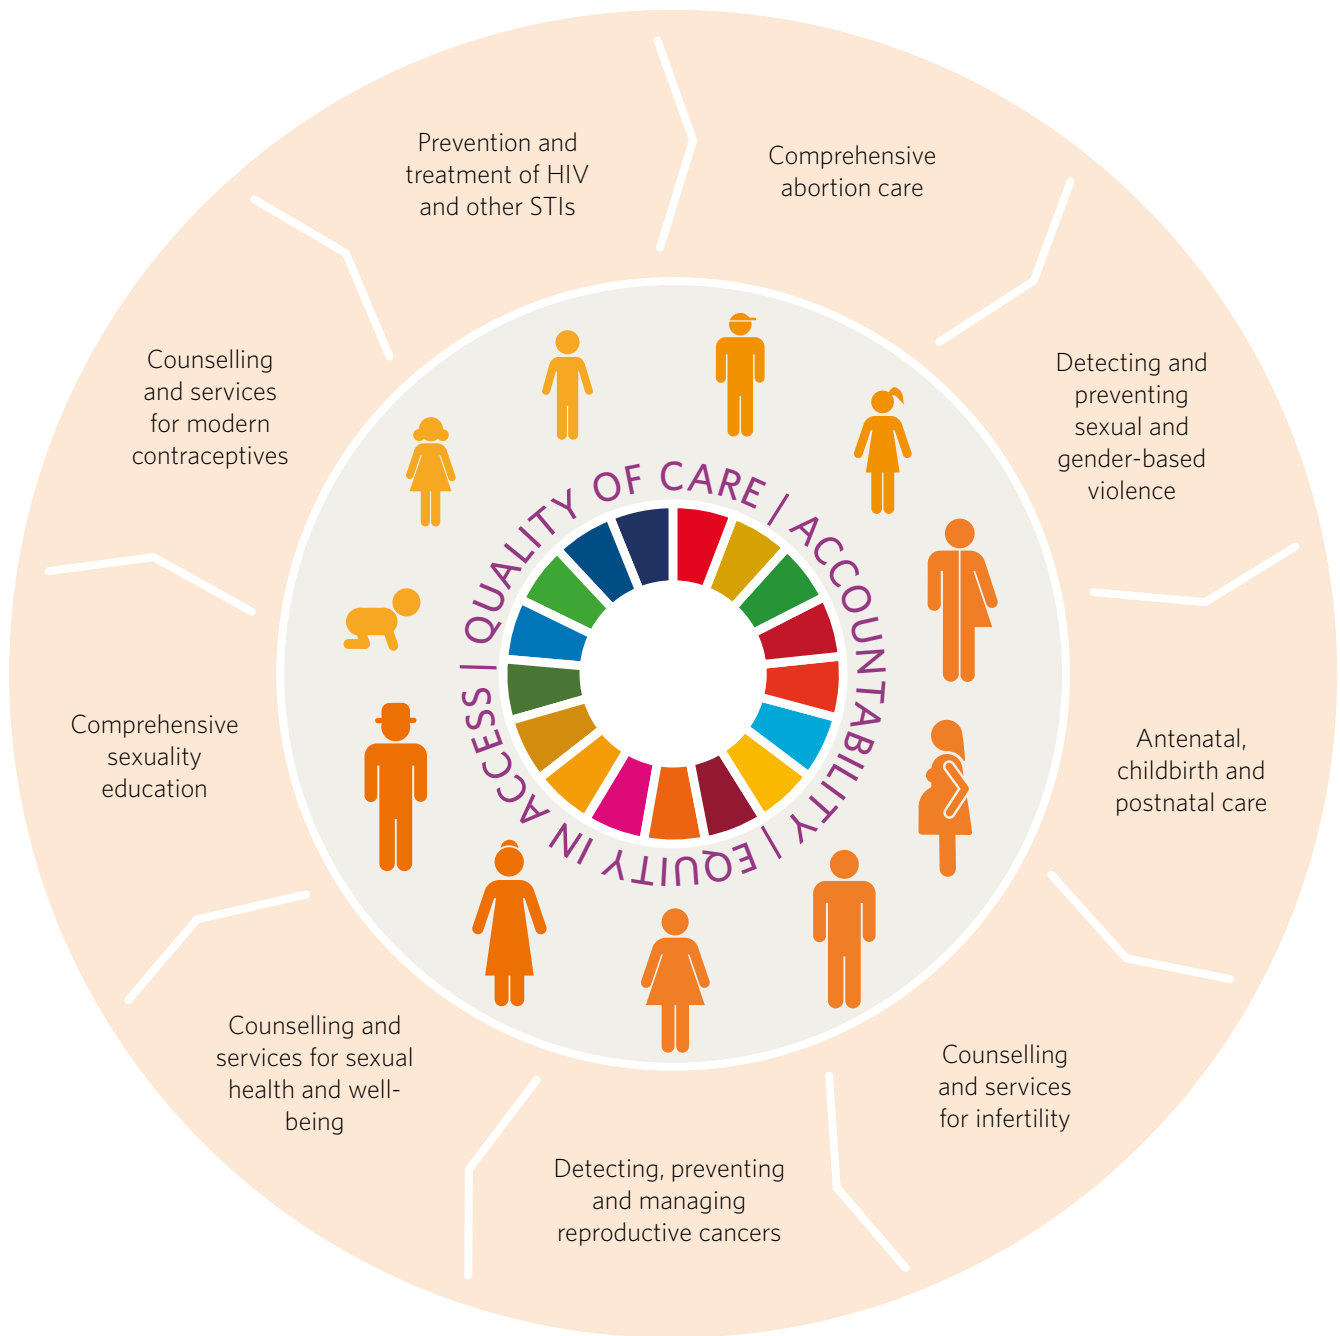 Prevention and
treatment of HIV
and other STIs
Comprehensive
abortion care
Detecting and
preventing
sexual and
gender-based
violence
Antenatal,
childbirth and
postnatal care
Counselling
and services
for infertility
Detecting, preventing
and managing
reproductive cancers
Counselling and
services for sexual
health and well-
being
Comprehensive
sexuality
education
Counselling
and services
for modern
contraceptives
QUALITY OF CARE | ACCOUNTABILITY | EQUITY IN ACCESS |